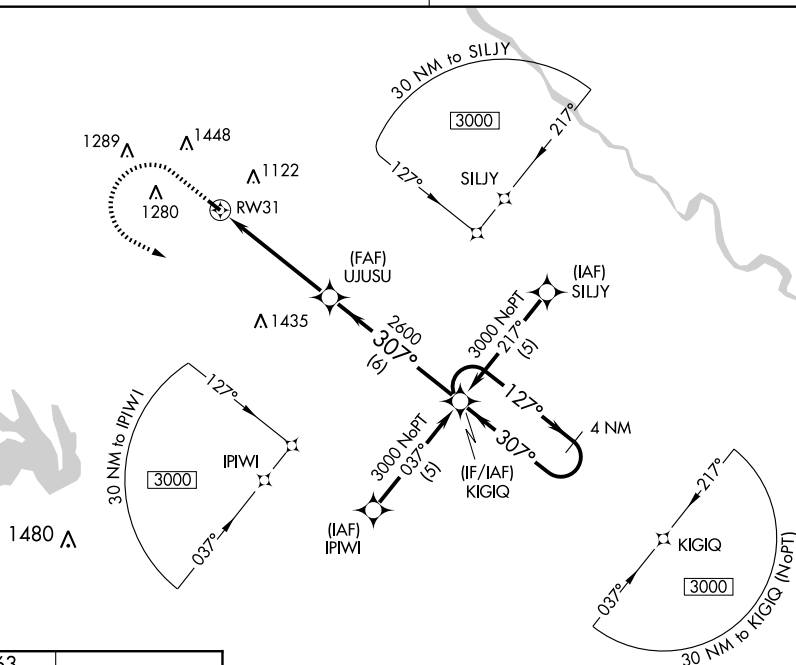 30 NM to SILJY
3000
217°
127°
SILJY
1289
1448
1122
1280
RW31
(FAF)
UJUSU
(IAF)
SILJY
1435
2600
307°
(6)
3000 NoPT
217°
(5)
127°
307°
4 NM
127°
30 NM to IPIWI
3000
IPIWI
037°
3000 NoPT
037°
(5)
(IF/IAF)
KIGIQ
(IAF)
IPIWI
1480
217°
KIGIQ
037°
3000
30 NM to KIGIQ (NoPT)